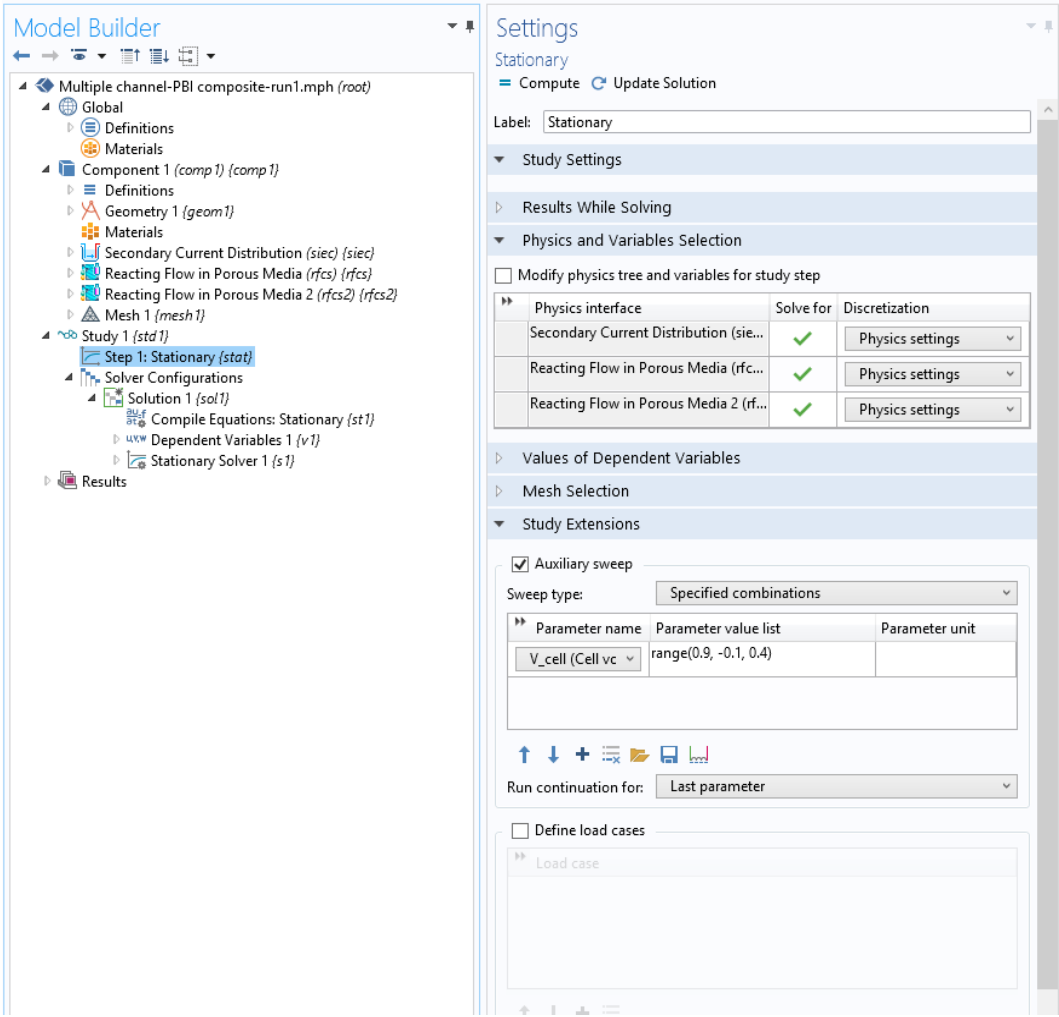 Model Builder
Multiple channel-PBI composite-run1.mph (root)
Global
Definitions
Materials
Component 1 (comp1) {comp1}
Definitions
Geometry 1 {geom1}
Materials
Secondary Current Distribution (siec) {siec}
Reacting Flow in Porous Media (rfcs) {rfcs}
Reacting Flow in Porous Media 2 (rfcs2) {rfcs2}
Mesh 1 {mesh1}
Study 1 {std1}
Step 1: Stationary {stat}
Solver Configurations
Solution 1 {sol1}
Compile Equations: Stationary {st1}
Dependent Variables 1 {v1}
Stationary Solver 1 {s1}
Results
Settings
Stationary
= Compute Update Solution
Label: Stationary
Study Settings
Results While Solving
Physics and Variables Selection
Modify physics tree and variables for study step
Physics interface Solve for Discretization
Secondary Current Distribution (sie... Physics settings
Reacting Flow in Porous Media (rfc... Physics settings
Reacting Flow in Porous Media 2 (rf... Physics settings
Values of Dependent Variables
Mesh Selection
Study Extensions
Auxiliary sweep
Sweep type: Specified combinations
Parameter name Parameter value list Parameter unit
V_cell (Cell vc range(0.9, -0.1, 0.4)
Run continuation for: Last parameter
Define load cases
Load case